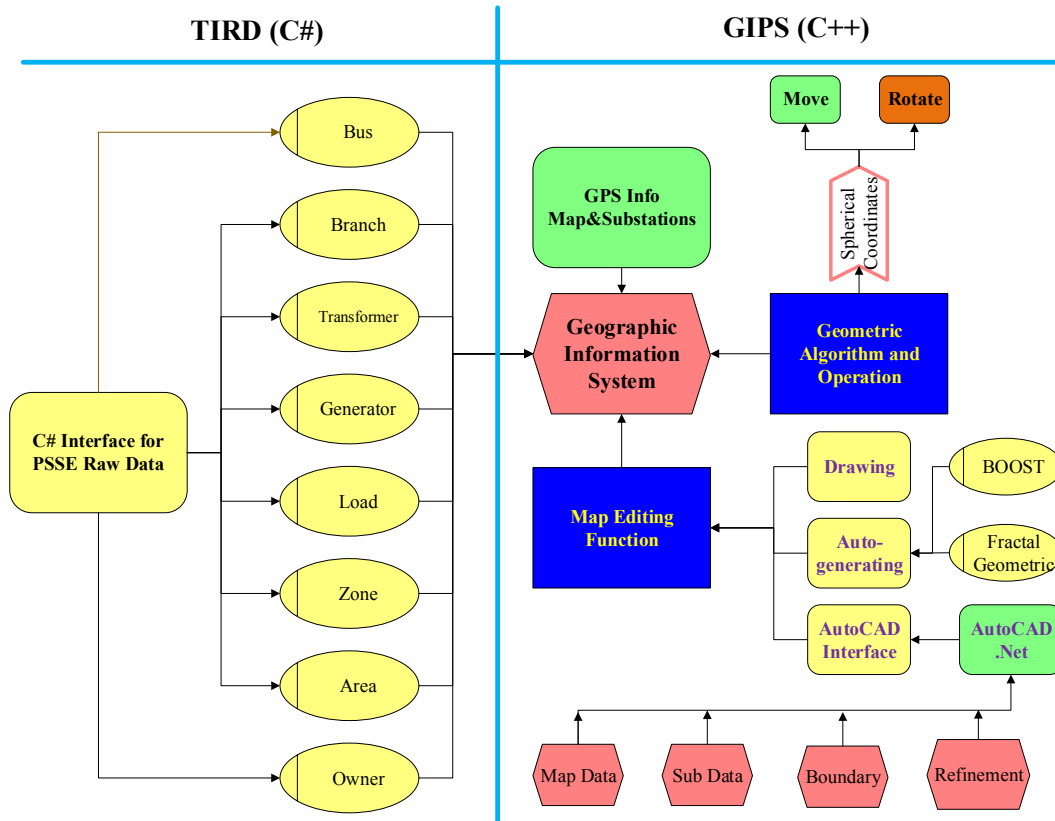 TIRD (C#)
GIPS (C++)
Bus
Branch
Transformer
Generator
Load
Zone
Area
Owner
C# Interface for
PSSE Raw Data
Move
Rotate
GPS Info
Map&Substations
Spherical
Coordinates
Geographic
Information
System
Geometric
Algorithm and
Operation
Map Editing
Function
Drawing
Auto-
generating
AutoCAD
Interface
BOOST
Fractal
Geometric
AutoCAD
.Net
Map Data
Sub Data
Boundary
Refinement